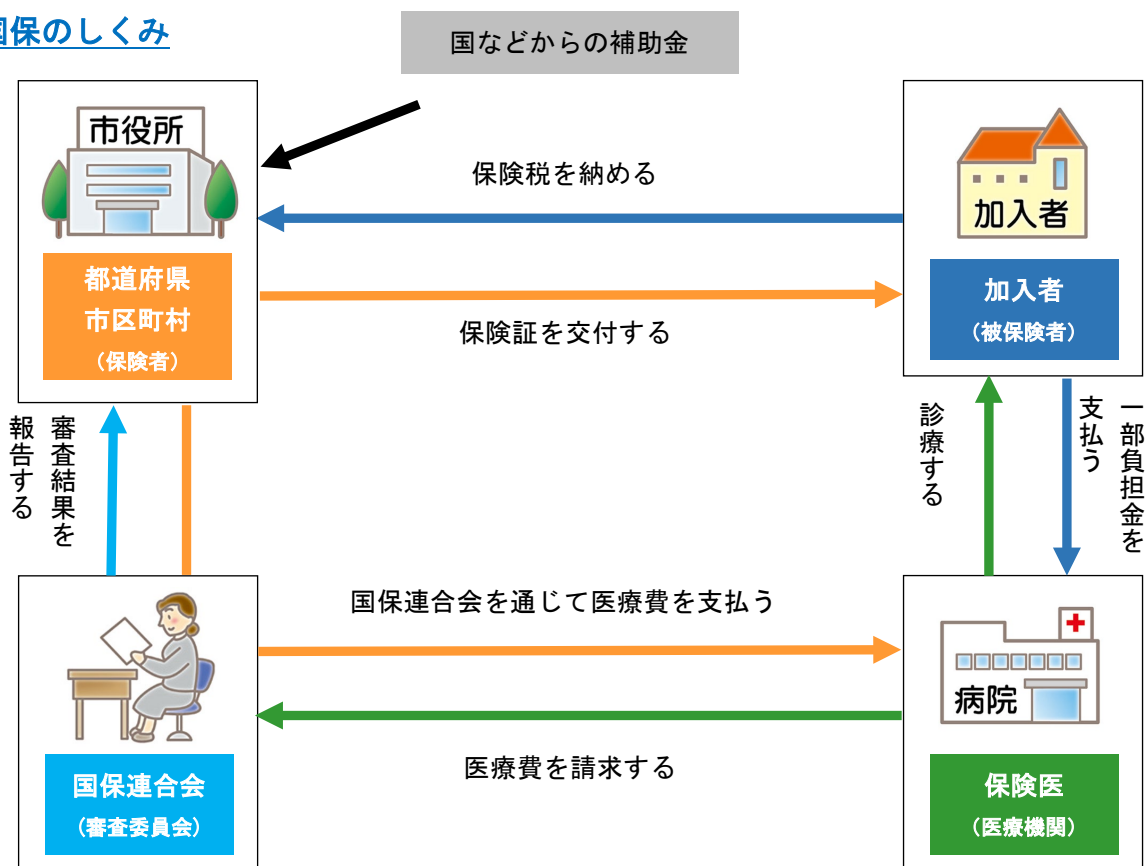 国保のしくみ
国などからの補助金
市役所
都道府県
市区町村
（保険者）
保険税を納める
保険証を交付する
加入者
加入者
（被保険者）
審査結果を
報告する
診療する
一部負担金を
支払う
国保連合会
（審査委員会）
国保連合会を通じて医療費を支払う
医療費を請求する
病院
保険医
（医療機関）